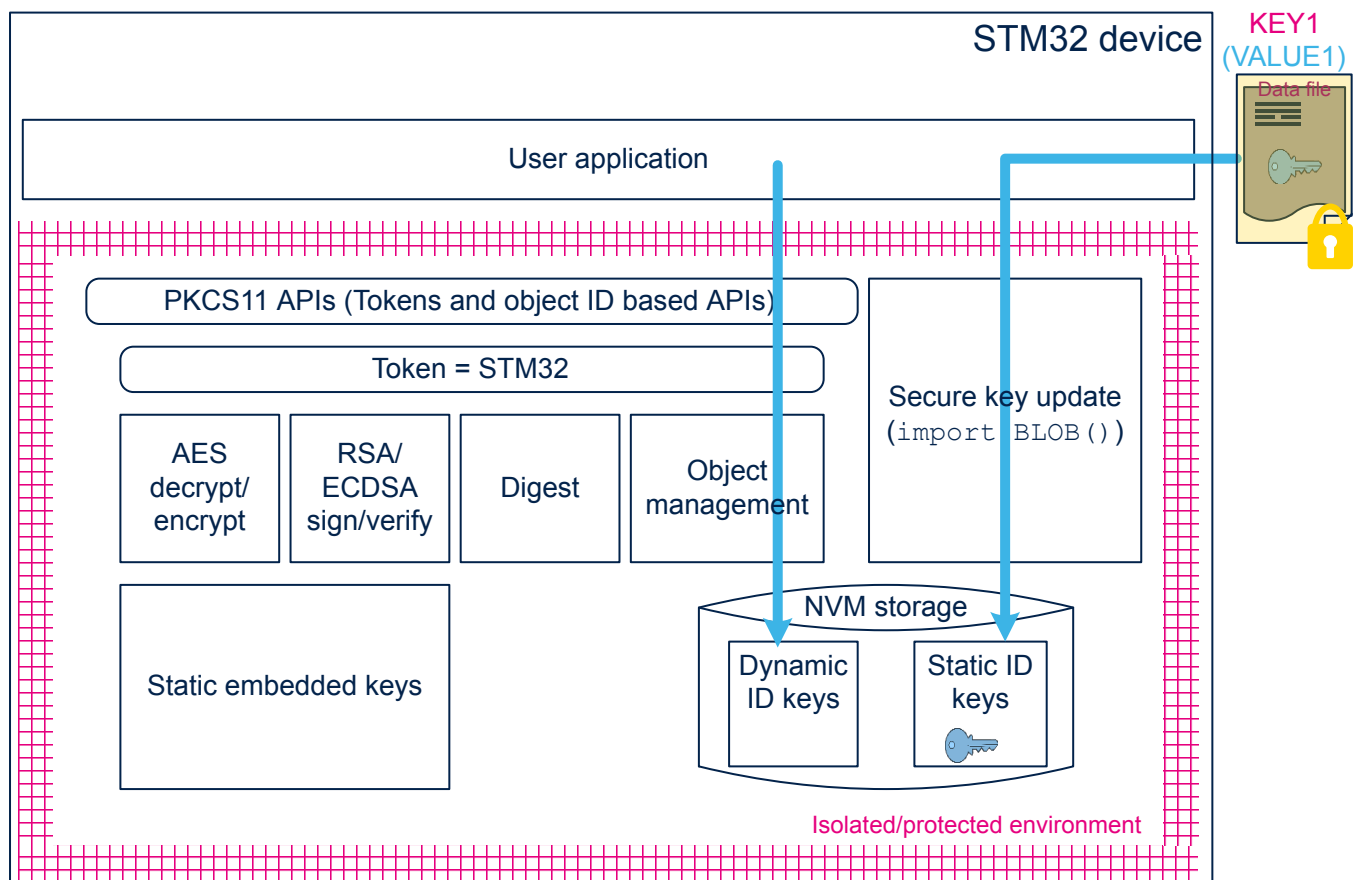 STM32 device
KEY1
(VALUE1)
Data file
User application
PKCS11 APIs (Tokens and object ID based APIs)
Token = STM32
AES
decrypt/
encrypt
RSA/
ECDSA
sign/verify
Digest
Object
management
Secure key update
(import BLOB())
Static embedded keys
NVM storage
Dynamic
ID keys
Static ID
keys
Isolated/protected environment